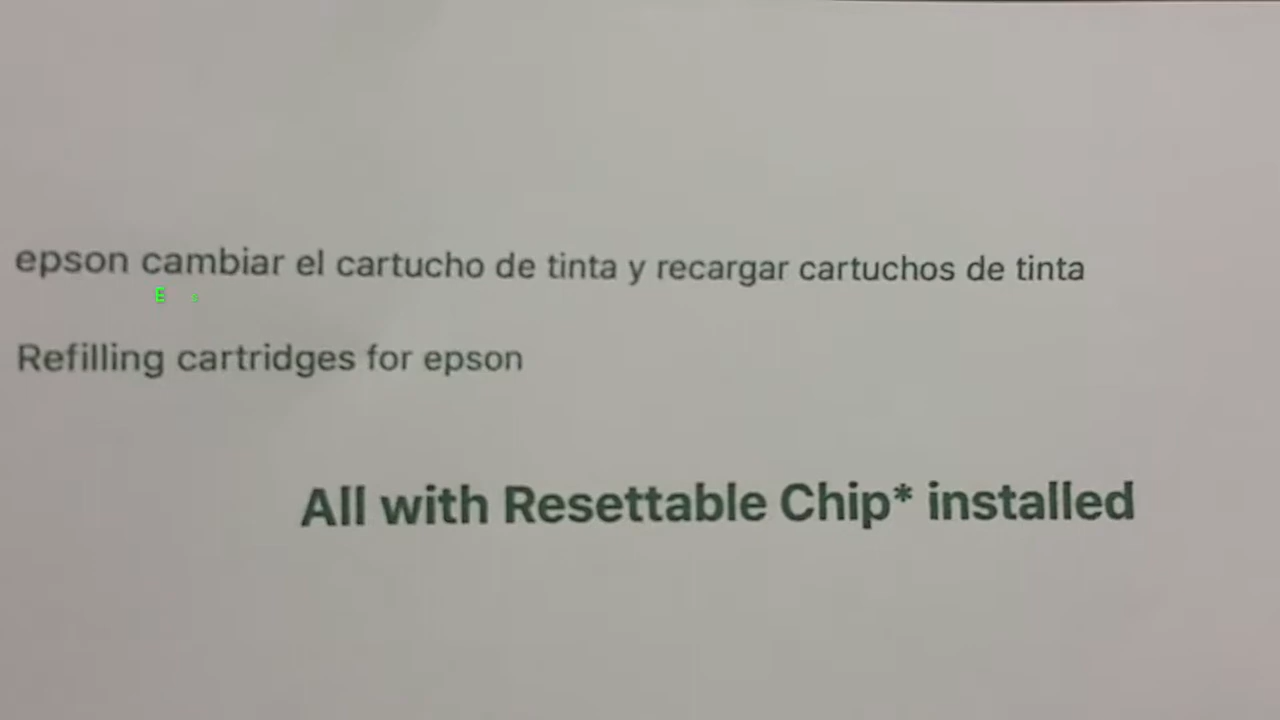 epson cambiar el cartucho de tinta y recargar cartuchos de tinta
E
Refilling cartridges for epson
All with Resettable Chip* installed